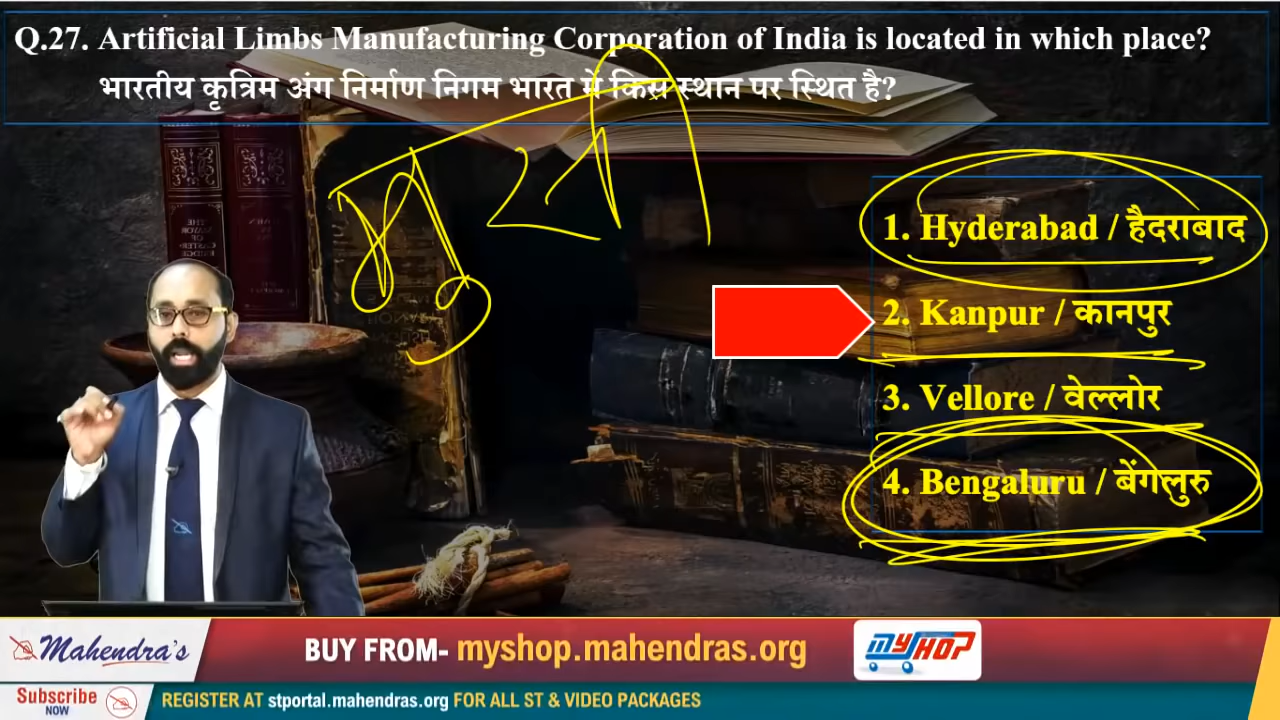 Q.27. Artificial Limbs Manufacturing Corporation of India is located in which place?
भारतीय कृत्रिम अंग निर्माण निगम भारत मे किस स्थान पर स्थित है?
1. Hyderabad / हैदराबाद
2. Kanpur / कानपुर
3. Vellore / वेल्लोर
4. Bengaluru / बेंगलुरु
Mahendra's
BUY FROM- myshop.mahendras.org
MYSHOP
Subscribe
NOW
REGISTER AT stportal.mahendras.org FOR ALL ST & VIDEO PACKAGES